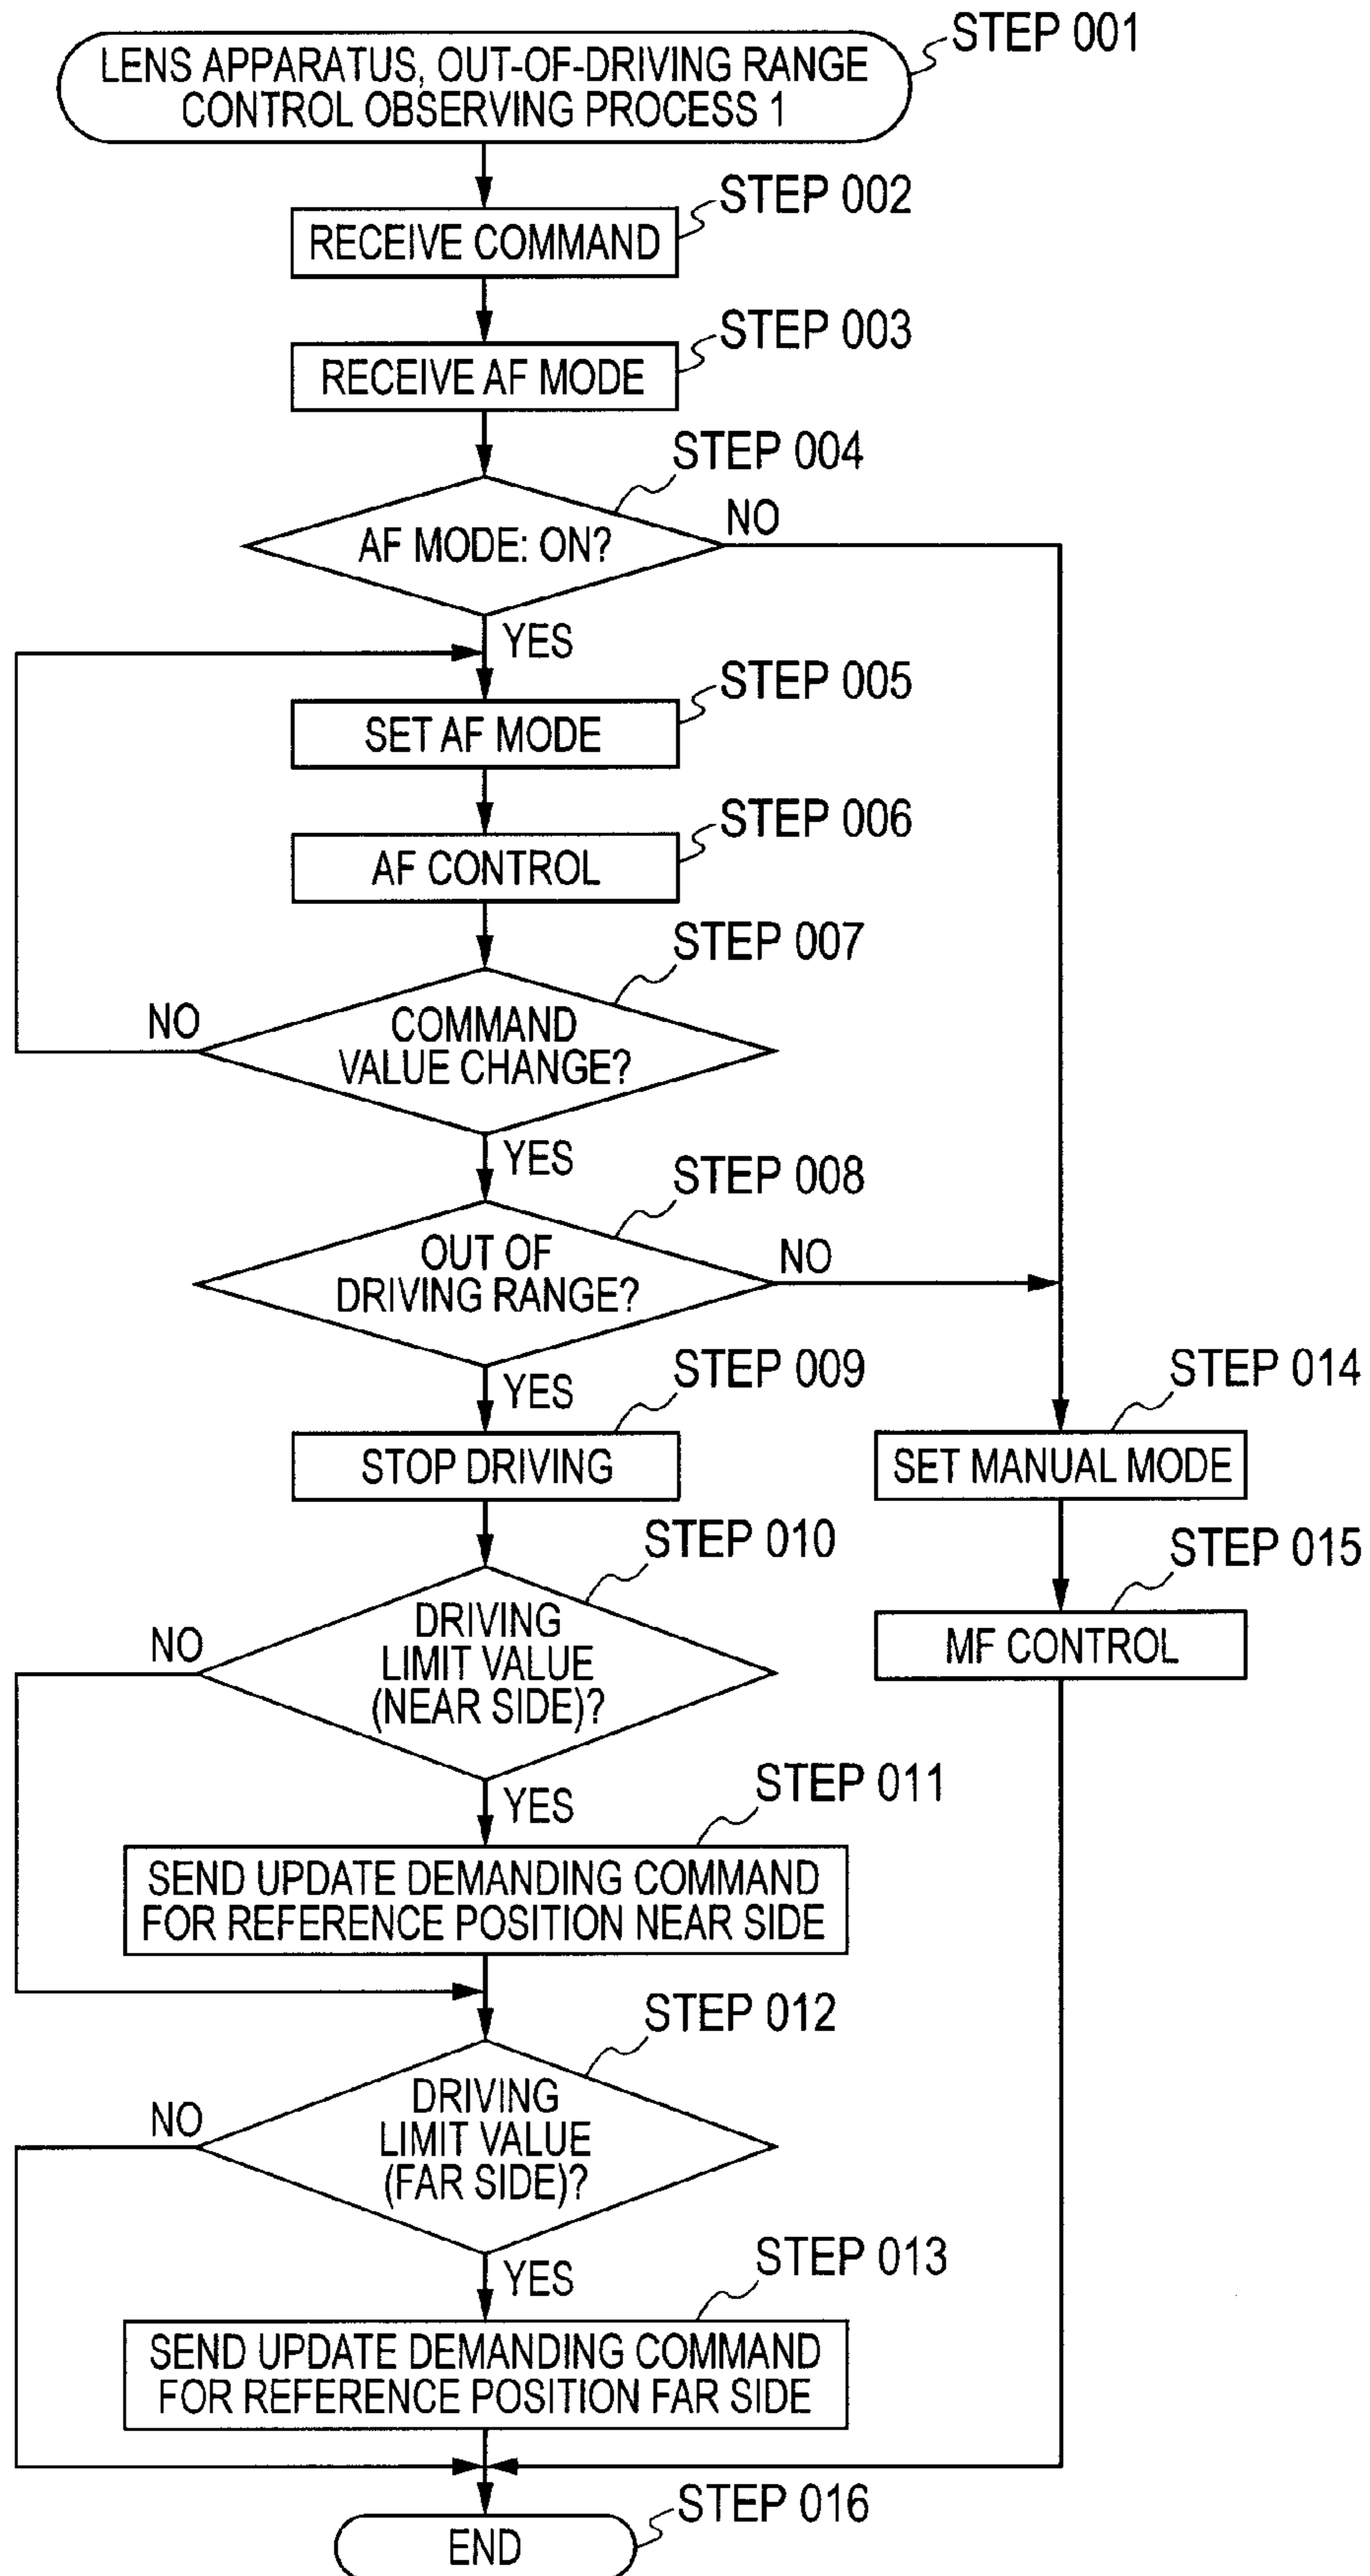 STEP 001
LENS APPARATUS, OUT-OF-DRIVING RANGE
CONTROL OBSERVING PROCESS 1
STEP 002
RECEIVE COMMAND
STEP 003
RECEIVE AF MODE
STEP 004
AF MODE: ON?
NO
YES
STEP 005
SET AF MODE
STEP 006
AF CONTROL
STEP 007
COMMAND
VALUE CHANGE?
NO
YES
STEP 008
OUT OF
DRIVING RANGE?
NO
YES
STEP 009
STOP DRIVING
STEP 014
SET MANUAL MODE
STEP 010
DRIVING
LIMIT VALUE
(NEAR SIDE)?
NO
YES
STEP 015
MF CONTROL
STEP 011
SEND UPDATE DEMANDING COMMAND
FOR REFERENCE POSITION NEAR SIDE
STEP 012
DRIVING
LIMIT VALUE
(FAR SIDE)?
NO
YES
STEP 013
SEND UPDATE DEMANDING COMMAND
FOR REFERENCE POSITION FAR SIDE
STEP 016
END